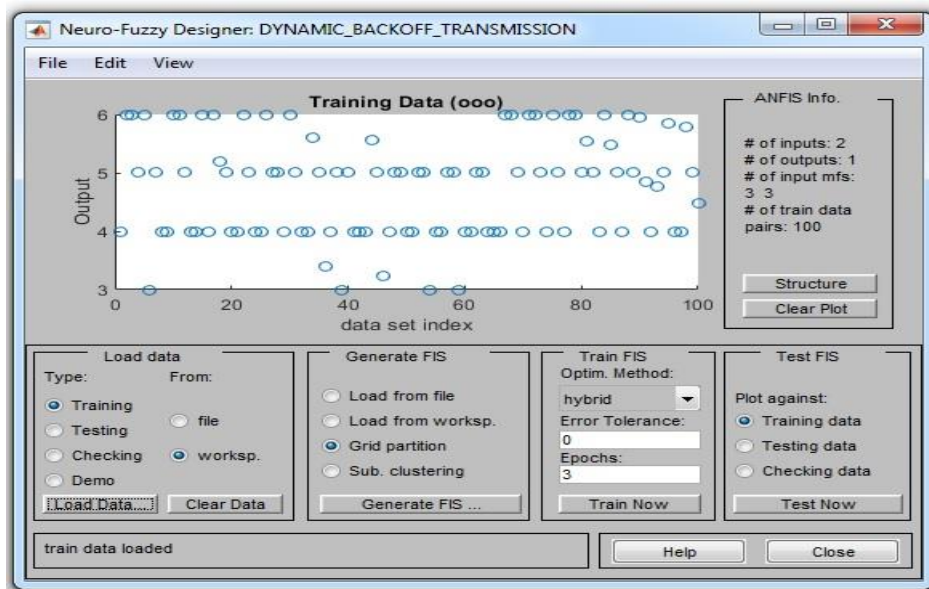 Neuro-Fuzzy Designer: DYNAMIC_BACKOFF_TRANSMISSION
File Edit View
Training Data (ooo)
6
5
4
3
Output
0 20 40 60 80 100
data set index
ANFIS Info.
# of inputs: 2
# of outputs: 1
# of input mfs:
3 3
# of train data
pairs: 100
Structure
Clear Plot
Load data
Type: From:
Training
Testing
Checking
Demo
file
worksp.
Load Data... Clear Data
Generate FIS
Load from file
Load from worksp.
Grid partition
Sub. clustering
Generate FIS ...
Train FIS
Optim. Method:
hybrid
Error Tolerance:
0
Epochs:
3
Train Now
Test FIS
Plot against:
Training data
Testing data
Checking data
Test Now
train data loaded
Help Close